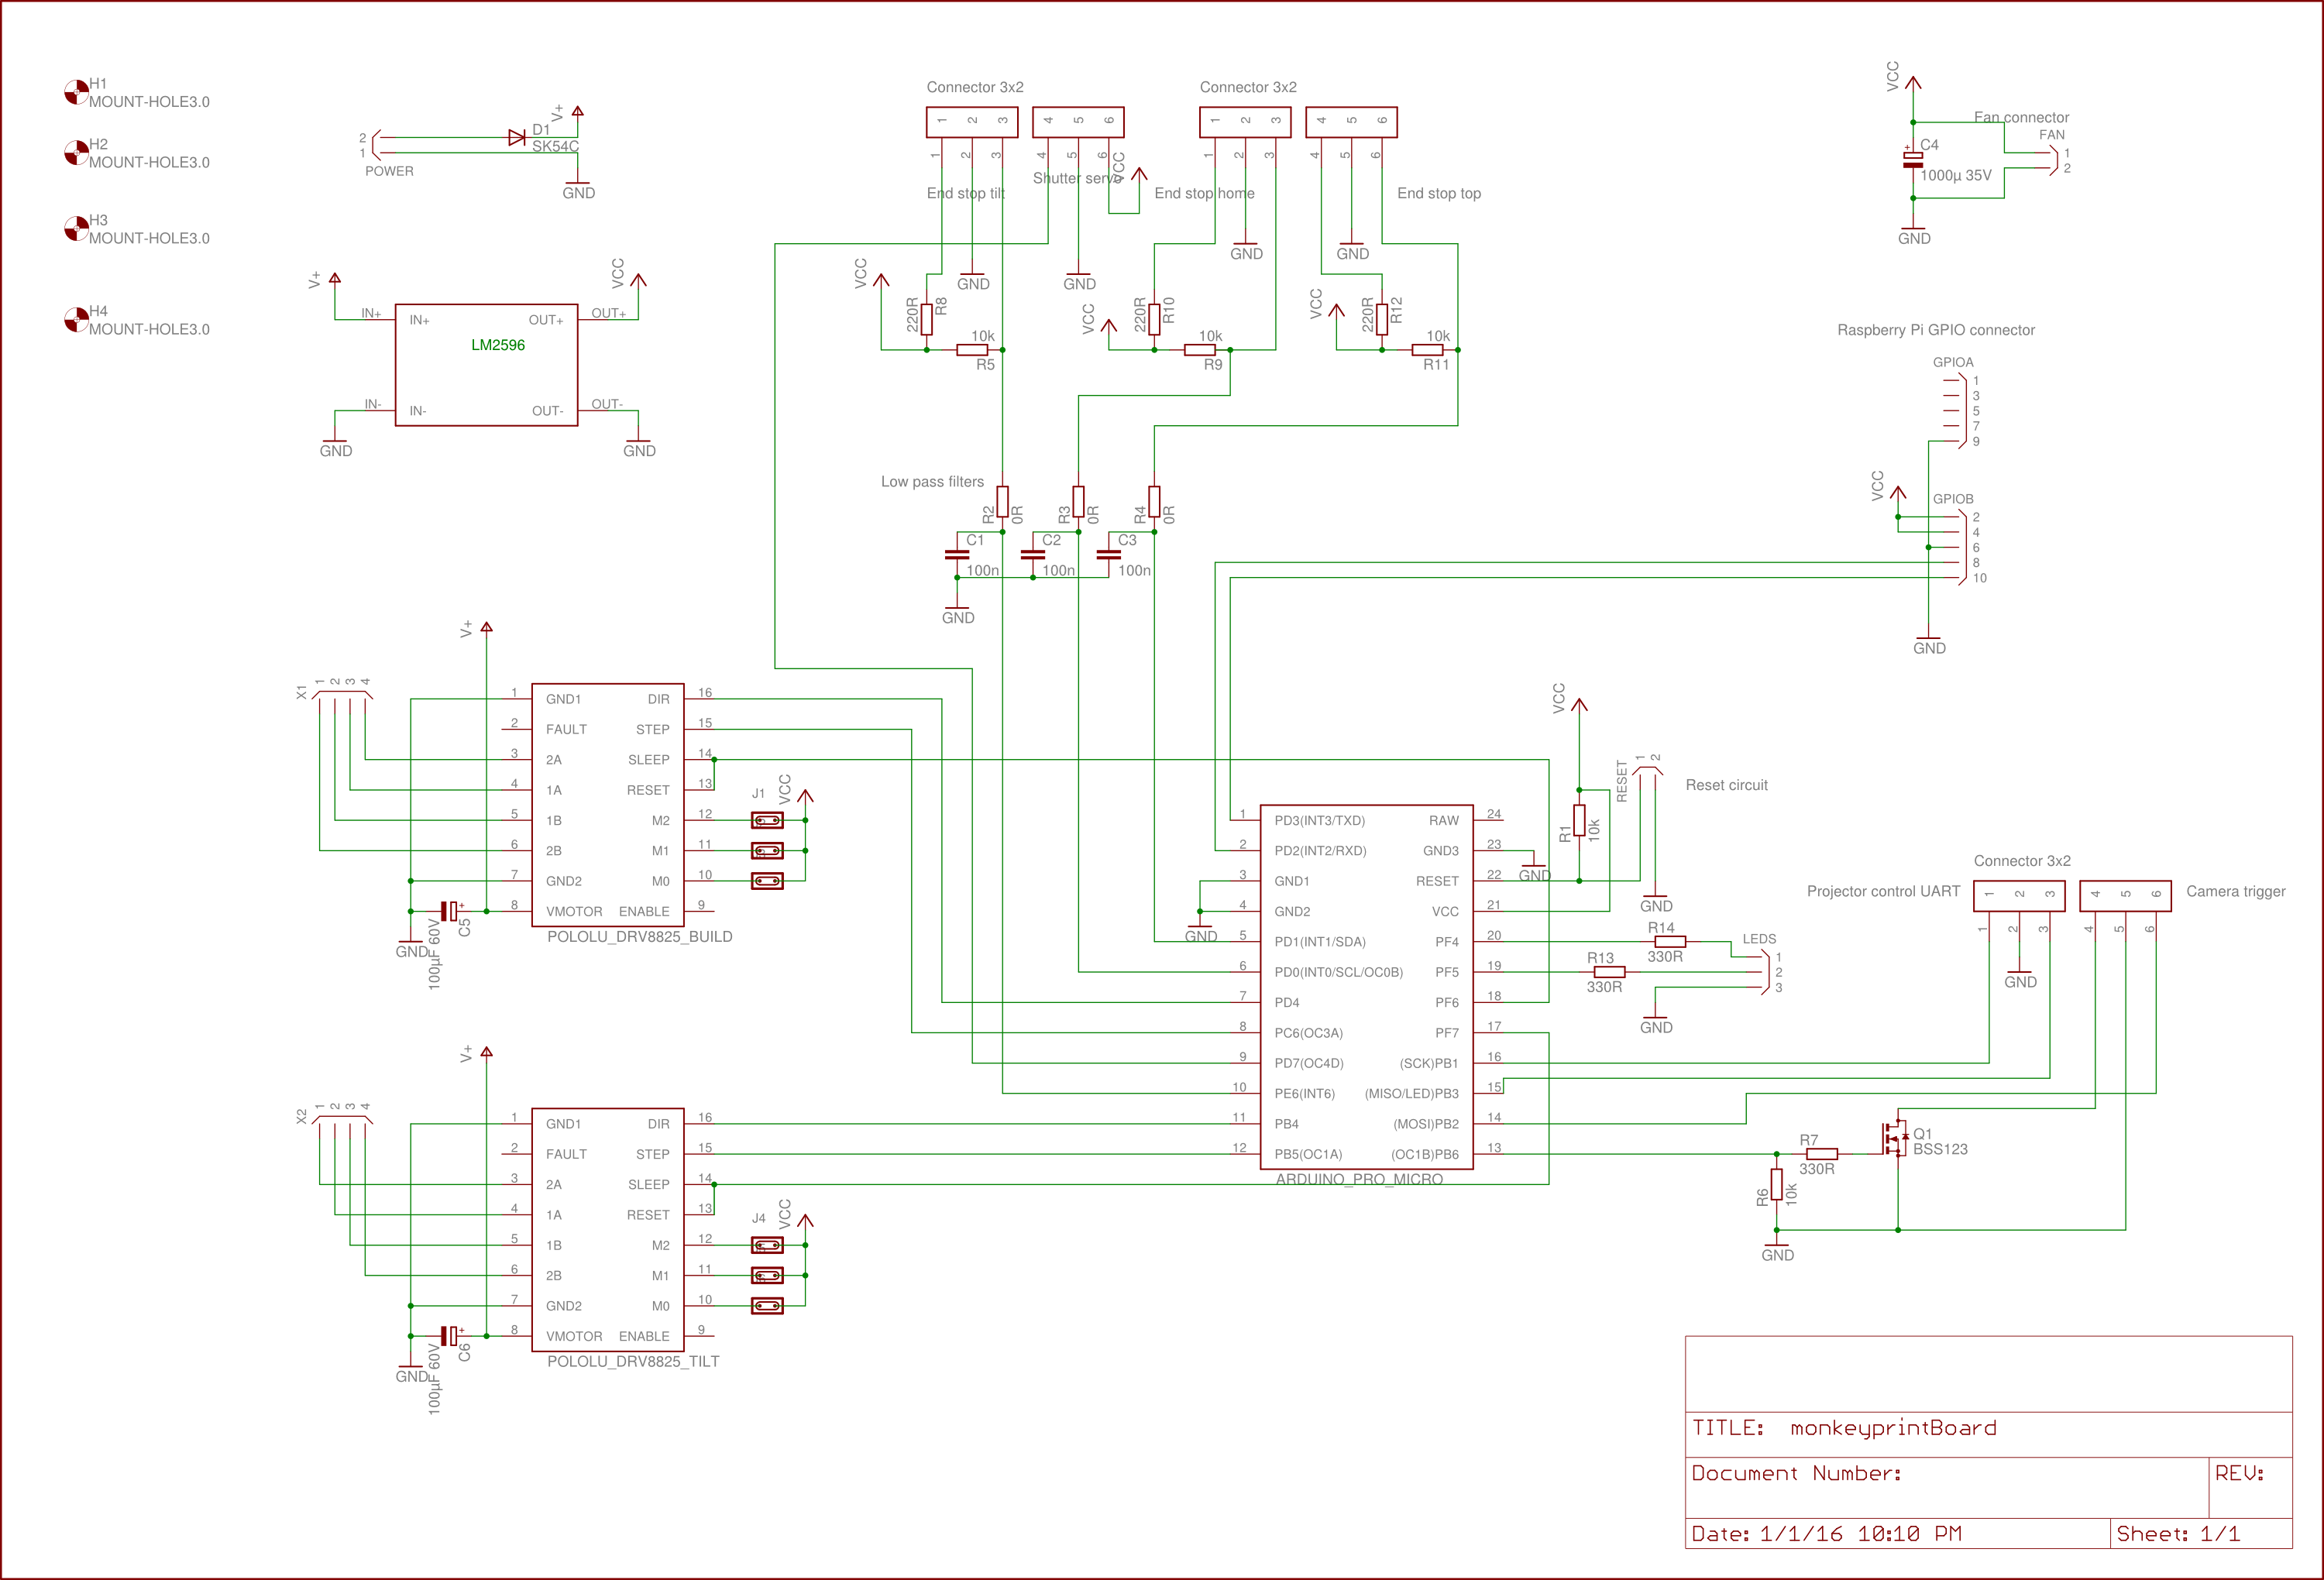 H1
MOUNT-HOLE3.0
H2
MOUNT-HOLE3.0
H3
MOUNT-HOLE3.0
H4
MOUNT-HOLE3.0
2
1
POWER
D1
SK54C
V+
GND
V+
VCC
IN+ IN+ OUT+ OUT+
LM2596
IN- IN- OUT- OUT-
GND
GND
Connector 3x2
1 2 3 4 5 6
1 2 3 4 5 6
VCC
End stop tilt
Shutter servo
Connector 3x2
1 2 3 4 5 6
1 2 3 4 5 6
End stop home
End stop top
GND
GND
GND
GND
VCC
220R
R8
10k
R5
VCC
220R
R10
10k
R9
VCC
220R
R12
10k
R11
Low pass filters
R2
0R
R3
0R
R4
0R
C1
100n
C2
100n
C3
100n
GND
VCC
Fan connector
FAN
1
2
C4
+
1000µ 35V
GND
Raspberry Pi GPIO connector
GPIOA
1
3
5
7
9
VCC
GPIOB
2
4
6
8
10
GND
V+
X1
1 2 3 4
1 GND1 DIR 16
2 FAULT STEP 15
3 2A SLEEP 14
4 1A RESET 13
5 1B M2 12
6 2B M1 11
7 GND2 M0 10
8 VMOTOR ENABLE 9
POLOLU_DRV8825_BUILD
J1
VCC
GND
100µF 60V
+
C5
V+
X2
1 2 3 4
1 GND1 DIR 16
2 FAULT STEP 15
3 2A SLEEP 14
4 1A RESET 13
5 1B M2 12
6 2B M1 11
7 GND2 M0 10
8 VMOTOR ENABLE 9
POLOLU_DRV8825_TILT
J4
VCC
GND
100µF 60V
+
C6
1 PD3(INT3/TXD) RAW 24
2 PD2(INT2/RXD) GND3 23
3 GND1 RESET 22
4 GND2 VCC 21
5 PD1(INT1/SDA) PF4 20
6 PD0(INT0/SCL/OC0B) PF5 19
7 PD4 PF6 18
8 PC6(OC3A) PF7 17
9 PD7(OC4D) (SCK)PB1 16
10 PE6(INT6) (MISO/LED)PB3 15
11 PB4 (MOSI)PB2 14
12 PB5(OC1A) (OC1B)PB6 13
ARDUINO_PRO_MICRO
GND
GND
VCC
R1
10k
RESET
1 2
Reset circuit
GND
R14
330R
R13
330R
LEDS
1
2
3
GND
Connector 3x2
Projector control UART
1 2 3 4 5 6
Camera trigger
1 2 3 4 5 6
GND
R7
330R
R6
10k
Q1
BSS123
GND
TITLE: monkeyprintBoard
Document Number:
REV:
Date: 1/1/16 10:10 PM
Sheet: 1/1